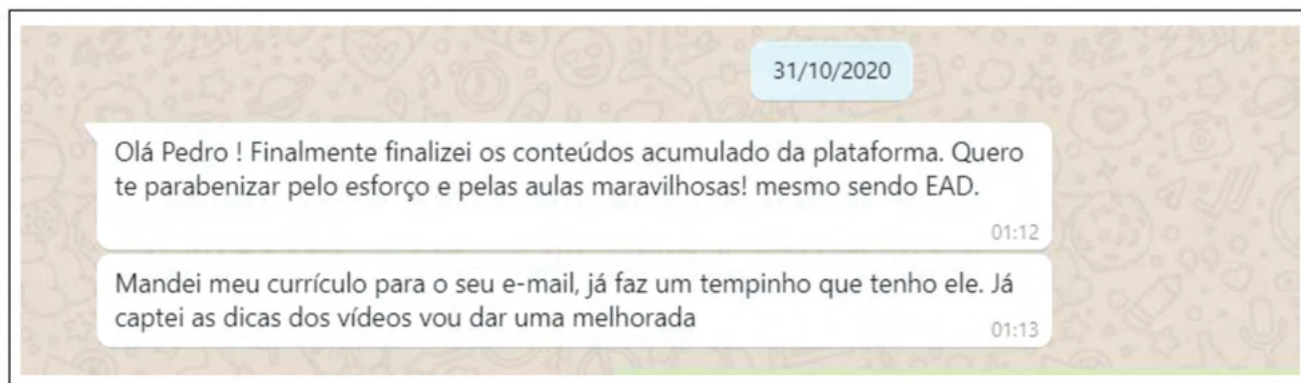 31/10/2020
Olá Pedro ! Finalmente finalizei os conteúdos acumulado da plataforma. Quero
te parabenizar pelo esforço e pelas aulas maravilhosas! mesmo sendo EAD.
01:12
Mandei meu currículo para o seu e-mail, já faz um tempinho que tenho ele. Já
captei as dicas dos vídeos vou dar uma melhorada
01:13